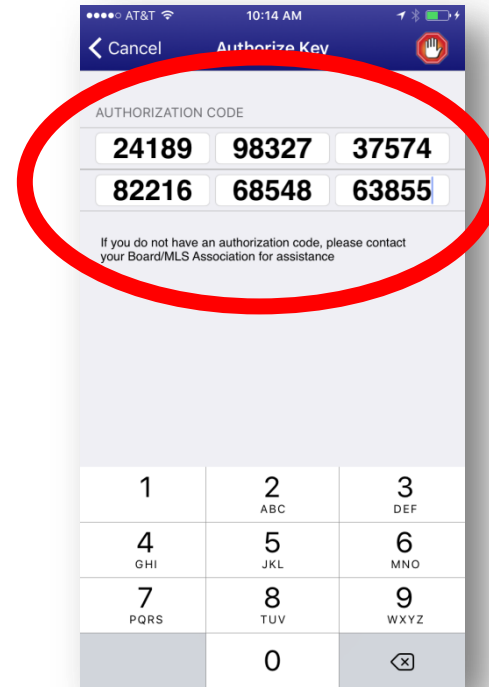 AT&T 10:14 AM
Cancel Authorize Key
AUTHORIZATION CODE
24189 98327 37574
82216 68548 63855
If you do not have an authorization code, please contact
your Board/MLS Association for assistance
1 2 3
ABC DEF
4 5 6
GHI JKL MNO
7 8 9
PQRS TUV WXYZ
0